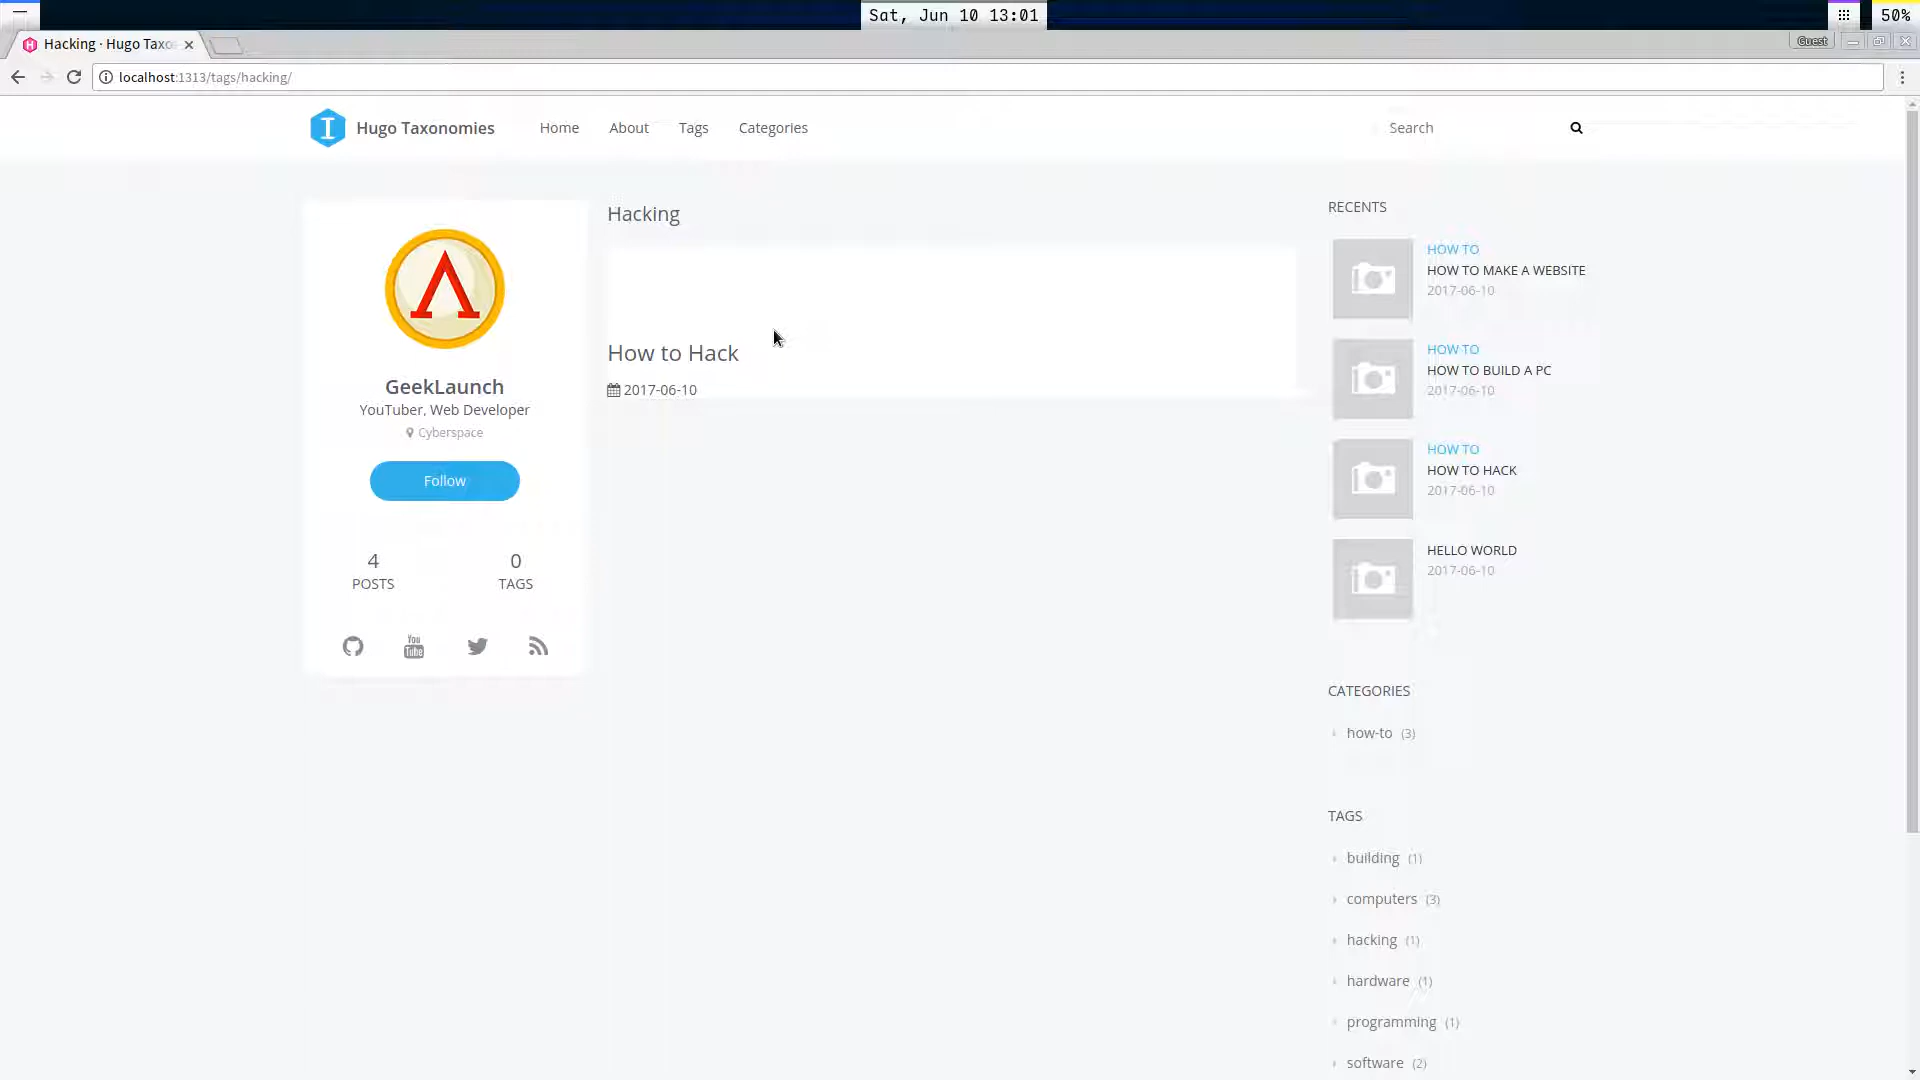 Sat, Jun 10 13:01
50%
Hacking · Hugo Taxo
Guest
localhost:1313/tags/hacking/
Hugo Taxonomies
Home
About
Tags
Categories
Search
GeekLaunch
YouTuber, Web Developer
Cyberspace
Follow
4
POSTS
0
TAGS
You
Tube
Hacking
How to Hack
2017-06-10
RECENTS
HOW TO
HOW TO MAKE A WEBSITE
2017-06-10
HOW TO
HOW TO BUILD A PC
2017-06-10
HOW TO
HOW TO HACK
2017-06-10
HELLO WORLD
2017-06-10
CATEGORIES
how-to (3)
TAGS
building (1)
computers (3)
hacking (1)
hardware (1)
programming (1)
software (2)